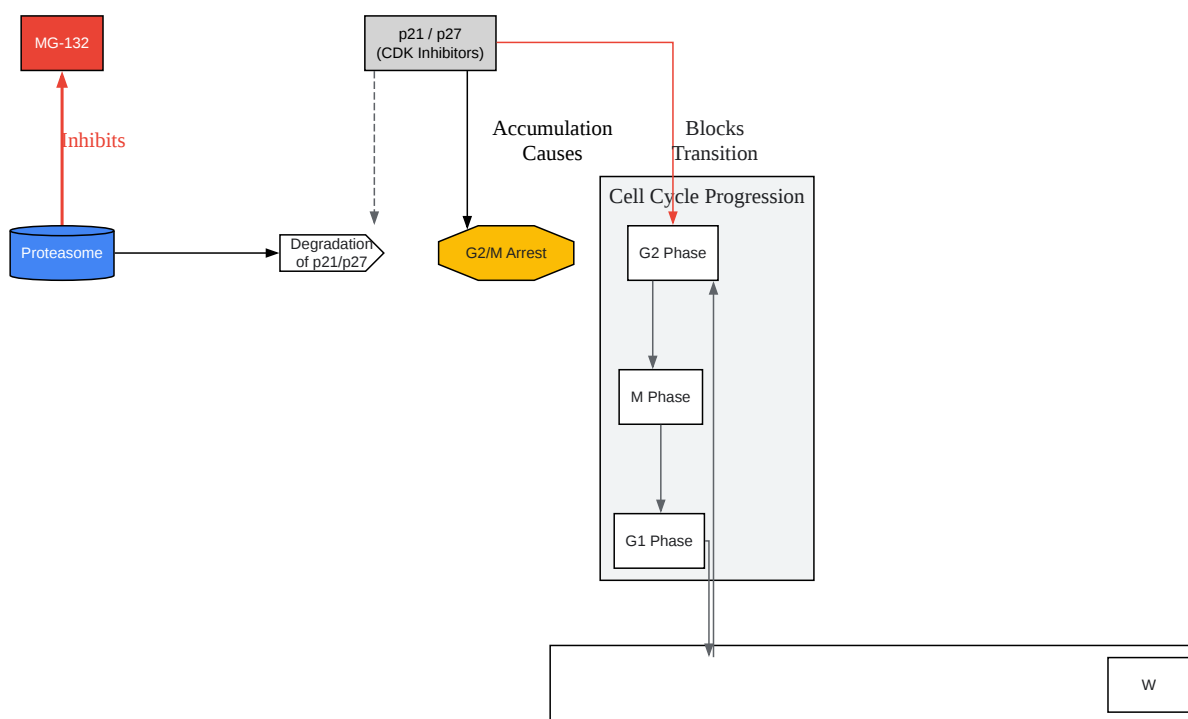 MG-132
p21 / p27
(CDK Inhibitors)
Inhibits
Accumulation
Causes
Blocks
Transition
Cell Cycle Progression
Proteasome
Degradation
of p21/p27
G2/M Arrest
G2 Phase
M Phase
G1 Phase
W